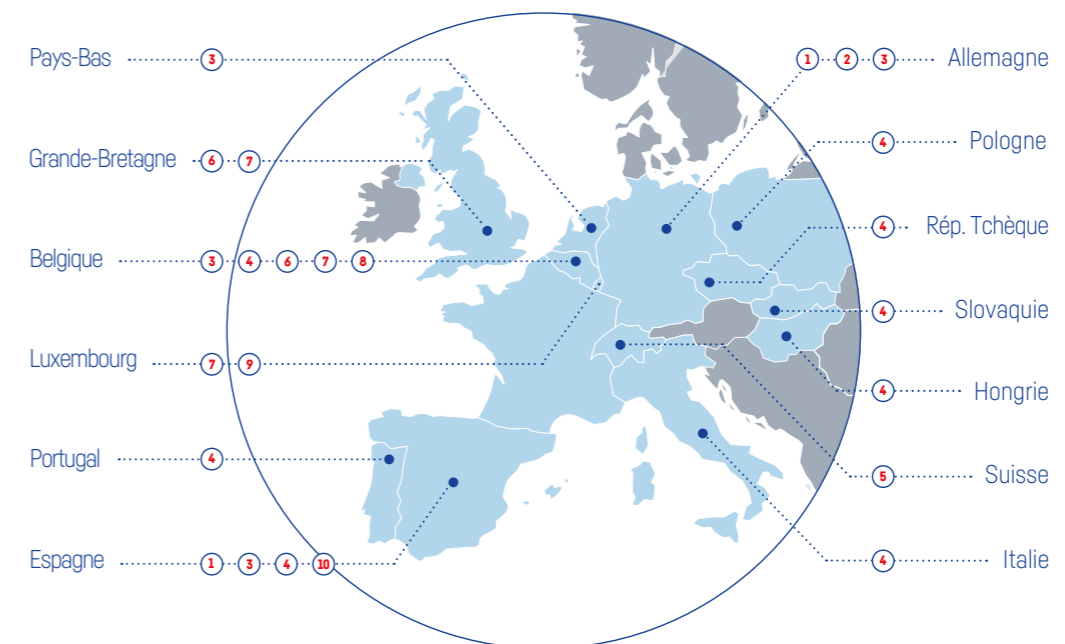 Pays-Bas 3
1 2 3 Allemagne
4 Pologne
Grande-Bretagne 6 7
4 Rép. Tchèque
Belgique 3 4 6 7 8
4 Slovaquie
Luxembourg 7 9
4 Hongrie
Portugal 4
5 Suisse
Espagne 1 3 4 10
4 Italie